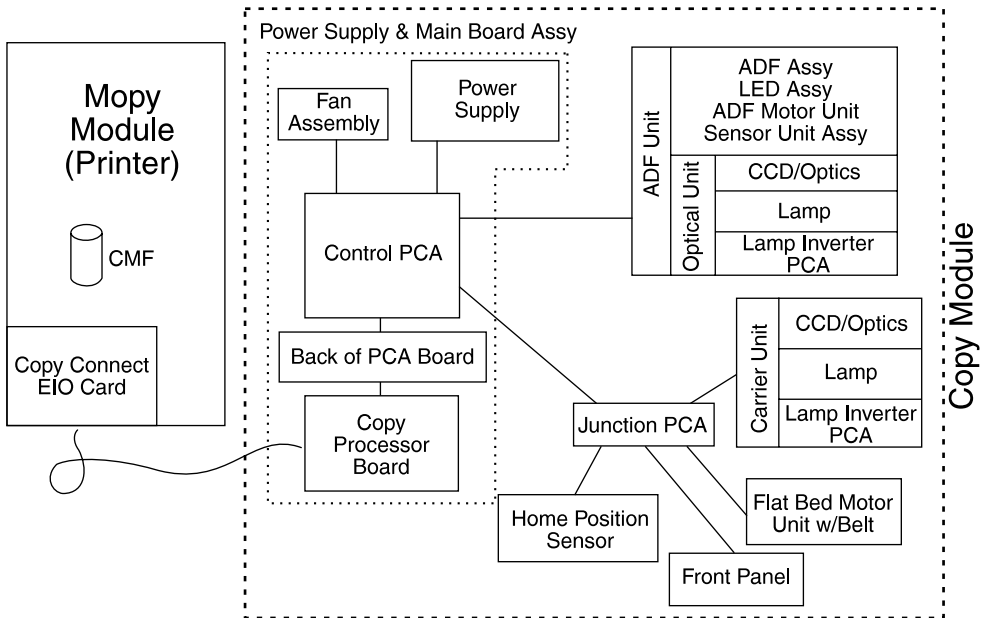 Mopy
Module
(Printer)
CMF
Copy Connect
EIO Card
Power Supply & Main Board Assy
Fan
Assembly
Power
Supply
Control PCA
Back of PCA Board
Copy
Processor
Board
ADF Unit
ADF Assy
LED Assy
ADF Motor Unit
Sensor Unit Assy
Optical Unit
CCD/Optics
Lamp
Lamp Inverter
PCA
Carrier Unit
CCD/Optics
Lamp
Lamp Inverter
PCA
Junction PCA
Home Position
Sensor
Flat Bed Motor
Unit w/Belt
Front Panel
Copy Module